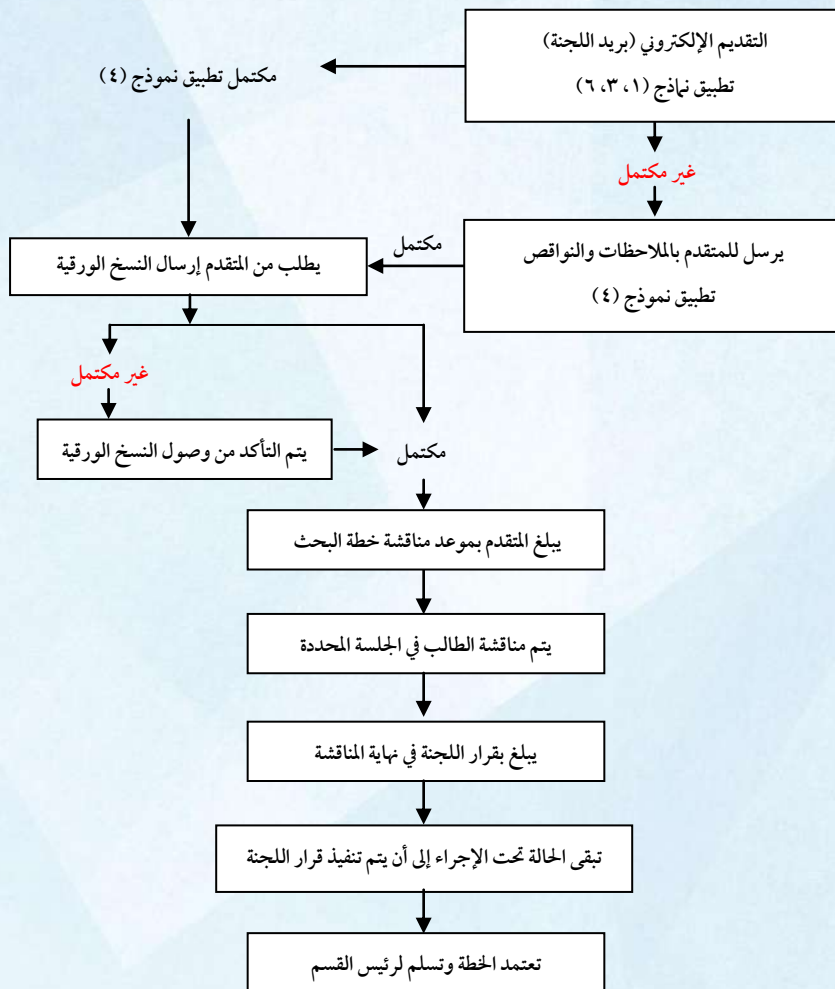 التقديم الإلكتروني (بريد اللجنة)
تطبيق نماذج (١، ٣، ٦)
مكتمل تطبيق نموذج (٤)
غير مكتمل
يرسل للمتقدم بالملاحظات والنواقص
تطبيق نموذج (٤)
مكتمل
يطلب من المتقدم إرسال النسخ الورقية
غير مكتمل
يتم التأكد من وصول النسخ الورقية
مكتمل
يبلغ المتقدم بموعد مناقشة خطة البحث
يتم مناقشة الطالب في الجلسة المحددة
يبلغ بقرار اللجنة في نهاية المناقشة
تبقى الحالة تحت الإجراء إلى أن يتم تنفيذ قرار اللجنة
تعتمد الخطة وتسلم لرئيس القسم